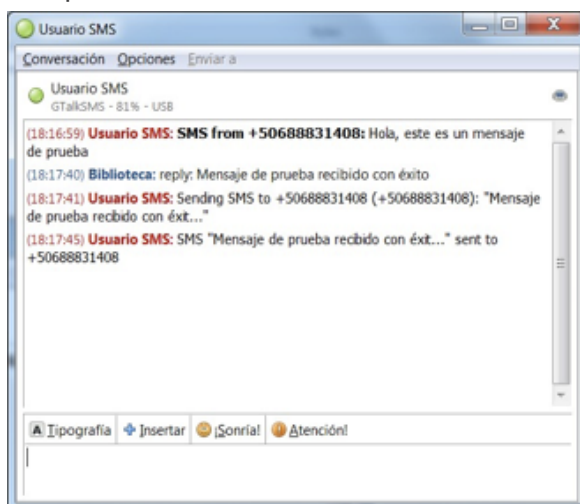 Usuario SMS
Conversación Opciones Enviar a
Usuario SMS
GTalkSMS - 81% - USB
(18:16:59) Usuario SMS: SMS from +50688831408: Hola, este es un mensaje
de prueba
(18:17:40) Biblioteca: reply: Mensaje de prueba recibido con éxito
(18:17:41) Usuario SMS: Sending SMS to +50688831408 (+50688831408): "Mensaje
de prueba recibido con éxit..."
(18:17:45) Usuario SMS: SMS "Mensaje de prueba recibido con éxit..." sent to
+50688831408
A Tipografía Insertar ¡Sonría! ¡Atención!